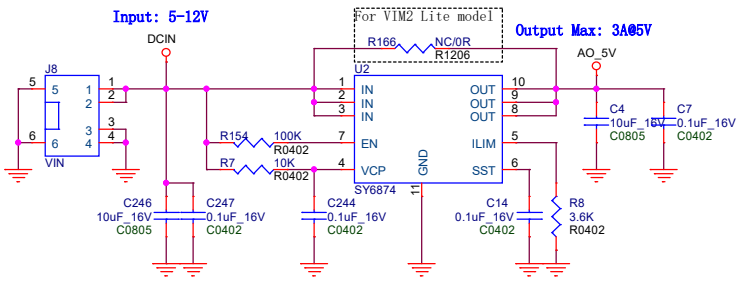 Input: 5-12V
For VIM2 Lite model
Output Max: 3A@5V
DCIN
R166
NC/0R
R1206
AO_5V
J8
U2
5
5
1
1
2
2
3
3
4
4
6
6
VIN
1
IN
OUT
10
2
IN
OUT
9
3
IN
OUT
8
C4
10uF_16V
C0805
C7
0.1uF_16V
C0402
R154
100K
R0402
7
EN
ILIM
5
R7
10K
R0402
4
VCP
SST
6
GND
11
SY6874
C246
10uF_16V
C0805
C247
0.1uF_16V
C0402
C244
0.1uF_16V
C0402
C14
0.1uF_16V
C0402
R8
3.6K
R0402